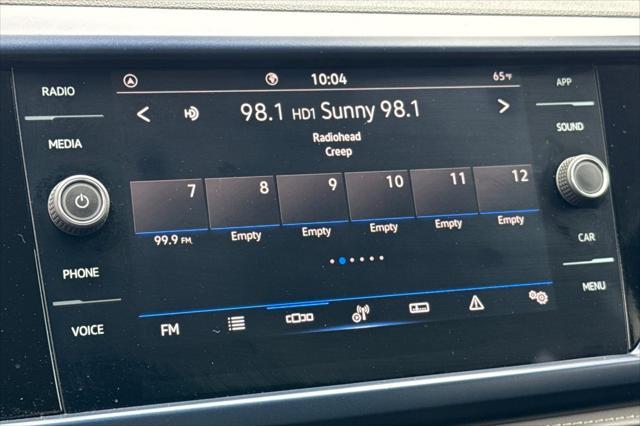 RADIO
MEDIA
PHONE
VOICE
10:04
65°F
98.1 HD1 Sunny 98.1
Radiohead
Creep
7 8 9 10 11 12
99.9 FM Empty Empty Empty Empty Empty
FM
APP
SOUND
CAR
MENU